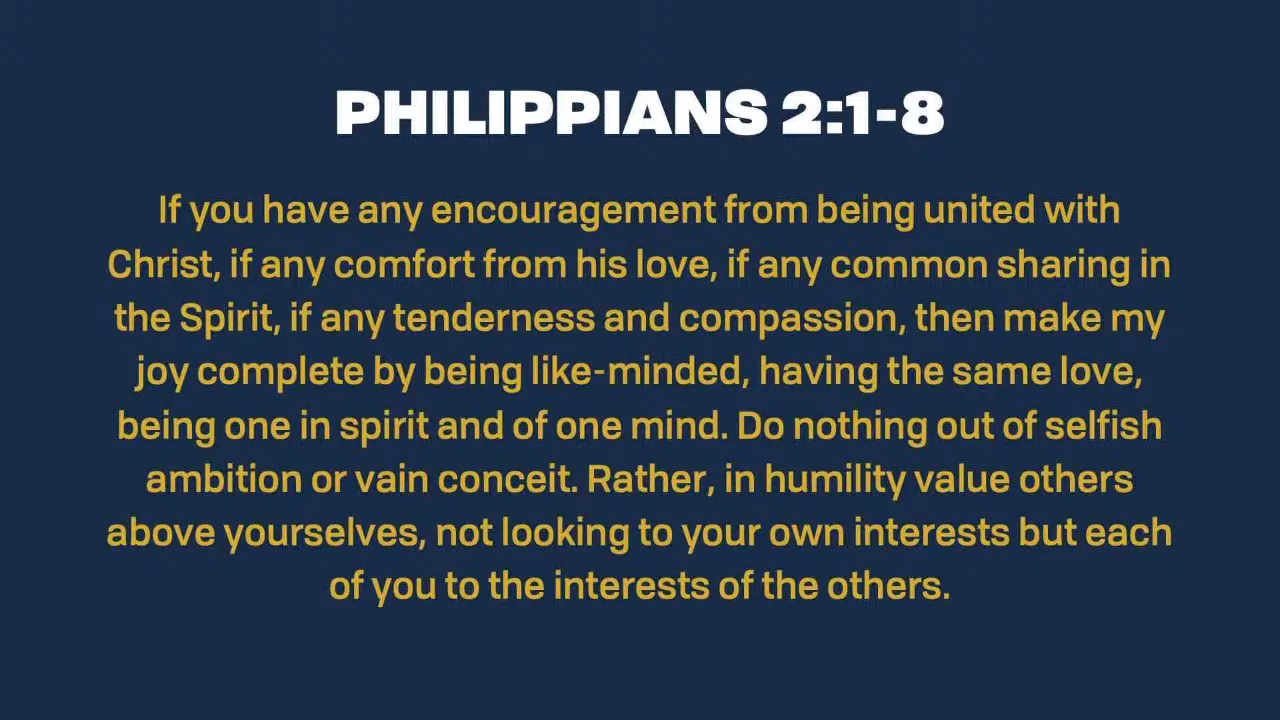 PHILIPPIANS 2:1-8
If you have any encouragement from being united with
Christ, if any comfort from his love, if any common sharing in
the Spirit, if any tenderness and compassion, then make my
joy complete by being like-minded, having the same love,
being one in spirit and of one mind. Do nothing out of selfish
ambition or vain conceit. Rather, in humility value others
above yourselves, not looking to your own interests but each
of you to the interests of the others.